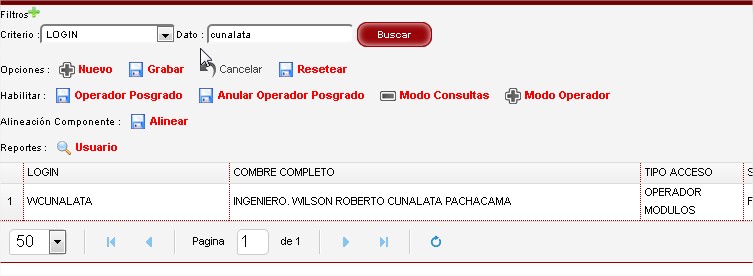 Filtros
Criterio : LOGIN Dato : cunalata Buscar
Opciones : Nuevo Grabar Cancelar Resetear
Habilitar : Operador Posgrado Anular Operador Posgrado Modo Consultas Modo Operador
Alineación Componente : Alinear
Reportes : Usuario
LOGIN COMBRE COMPLETO TIPO ACCESO S
1 WCUNALATA INGENIERO. WILSON ROBERTO CUNALATA PACHACAMA OPERADOR MODULOS F
50 Pagina 1 de 1